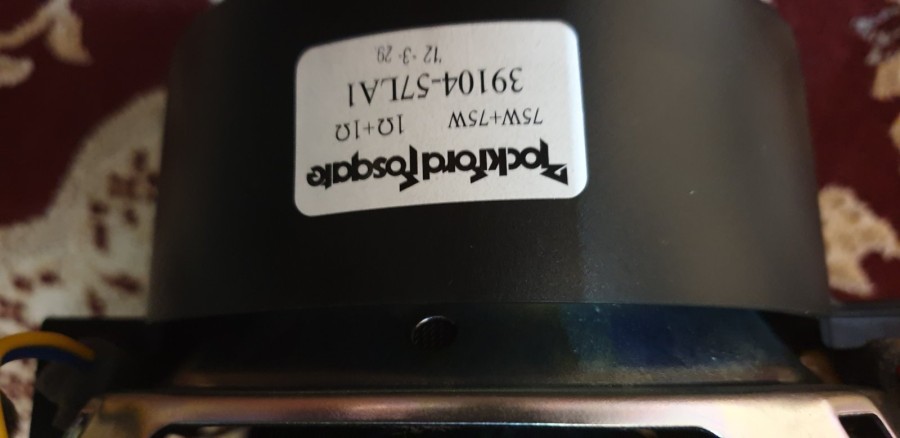 Rockford fosgate
75W+75W 1Ω+1Ω
39104-57LA1
'12 - 3- 29.